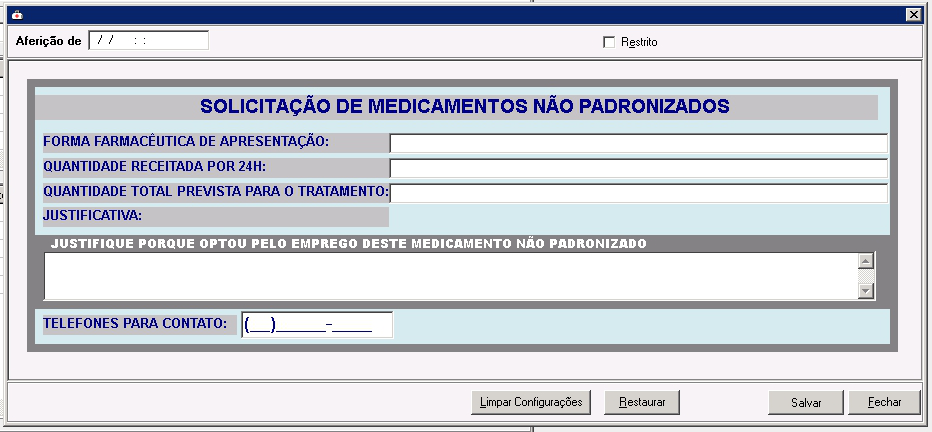 Aferição de / / : : Restrito
SOLICITAÇÃO DE MEDICAMENTOS NÃO PADRONIZADOS
FORMA FARMACÊUTICA DE APRESENTAÇÃO:
QUANTIDADE RECEITADA POR 24H:
QUANTIDADE TOTAL PREVISTA PARA O TRATAMENTO:
JUSTIFICATIVA:
JUSTIFIQUE PORQUE OPTOU PELO EMPREGO DESTE MEDICAMENTO NÃO PADRONIZADO
TELEFONES PARA CONTATO: (__)_____-____
Limpar Configurações Restaurar Salvar Fechar